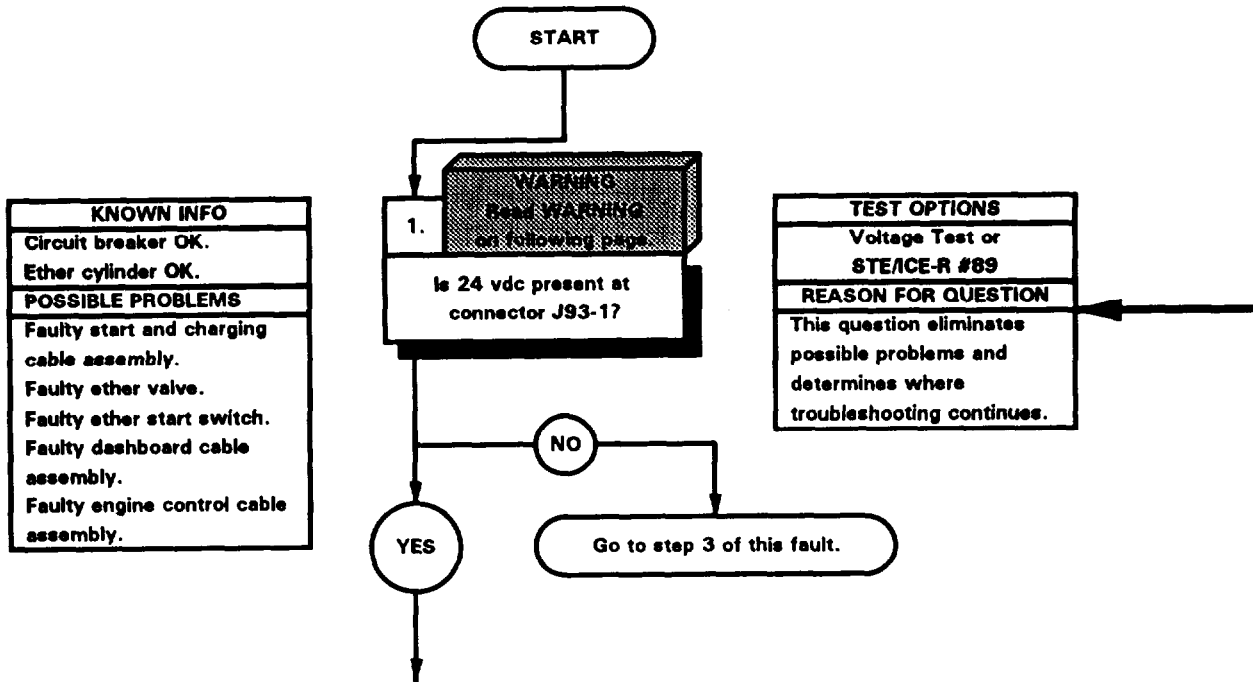 START
KNOWN INFO
Circuit breaker OK.
Ether cylinder OK.
POSSIBLE PROBLEMS
Faulty start and charging
cable assembly.
Faulty ether valve.
Faulty ether start switch.
Faulty dashboard cable
assembly.
Faulty engine control cable
assembly.
1.
WARNING
Read WARNING
on following page.
Is 24 vdc present at
connector J93-1?
TEST OPTIONS
Voltage Test or
STE/ICE-R #89
REASON FOR QUESTION
This question eliminates
possible problems and
determines where
troubleshooting continues.
NO
YES
Go to step 3 of this fault.